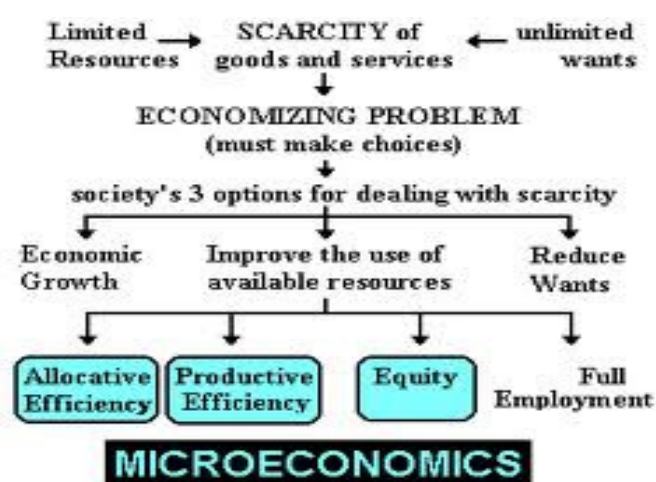 Limited Resources
SCARCITY of goods and services
unlimited wants
ECONOMIZING PROBLEM
(must make choices)
society's 3 options for dealing with scarcity
Economic Growth
Improve the use of available resources
Reduce Wants
Allocative Efficiency
Productive Efficiency
Equity
Full Employment
MICROECONOMICS